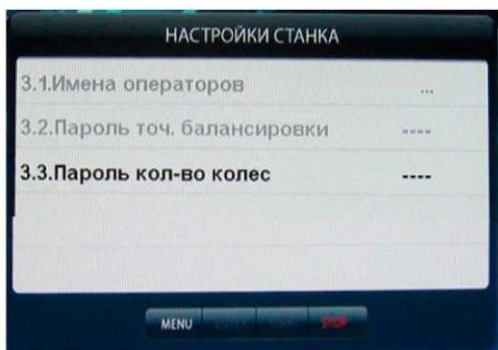 НАСТРОЙКИ СТАНКА
3.1.Имена операторов ...
3.2.Пароль точ. балансировки ----
3.3.Пароль кол-во колес ----
MENU STOP